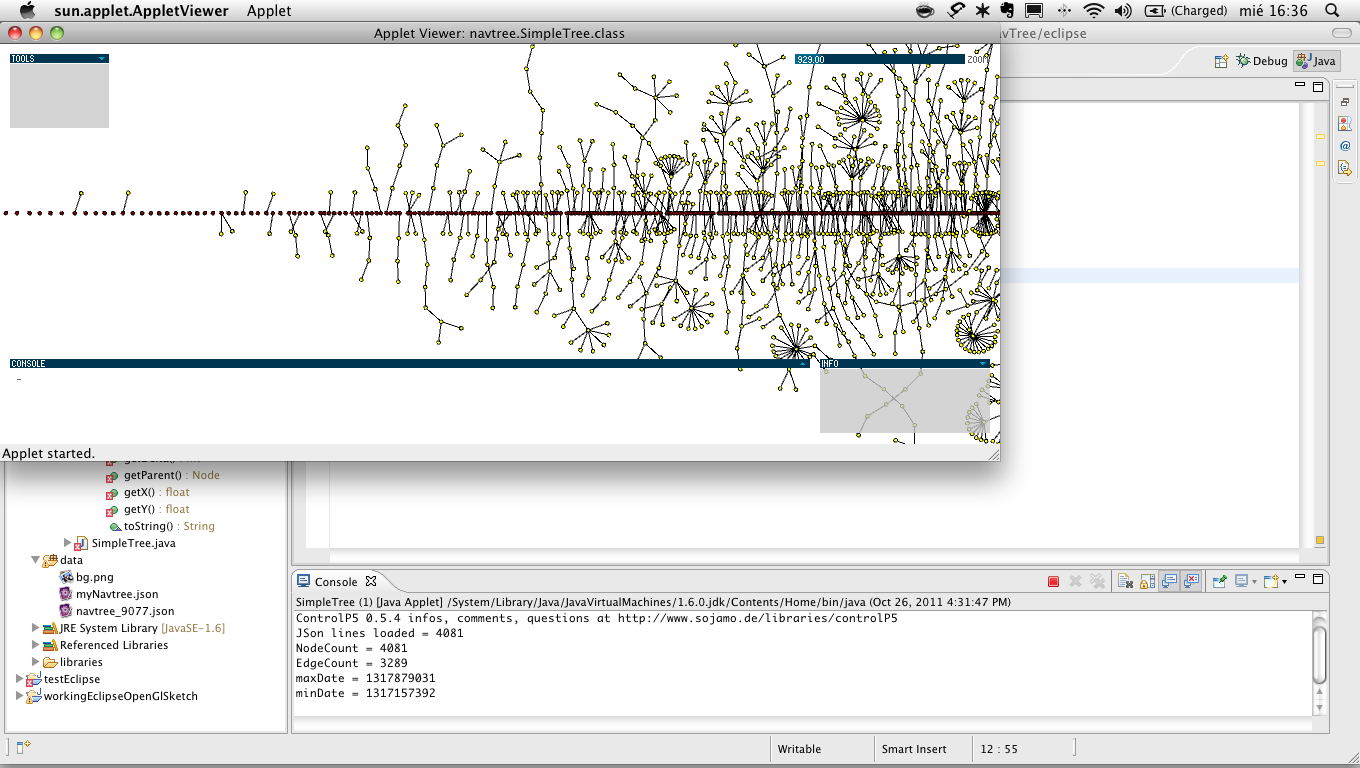 sun.applet.AppletViewer Applet (Charged) mié 16:36
Applet Viewer: navtree.SimpleTree.class
Tree/eclipse
TOOLS
929.00
Debug Java
CONSOLE
INFO
Applet started.
getParent() : Node
getX() : float
getY() : float
toString() : String
SimpleTree.java
data
bg.png
myNavtree.json
navtree_9077.json
JRE System Library [JavaSE-1.6]
Referenced Libraries
libraries
testEclipse
workingEclipseOpenGlSketch
Console
SimpleTree (1) [Java Applet] /System/Library/Java/JavaVirtualMachines/1.6.0.jdk/Contents/Home/bin/java (Oct 26, 2011 4:31:47 PM)
ControlP5 0.5.4 infos, comments, questions at http://www.sojamo.de/libraries/controlP5
JSon lines loaded = 4081
NodeCount = 4081
EdgeCount = 3289
maxDate = 1317879031
minDate = 1317157392
Writable Smart Insert 12 : 55